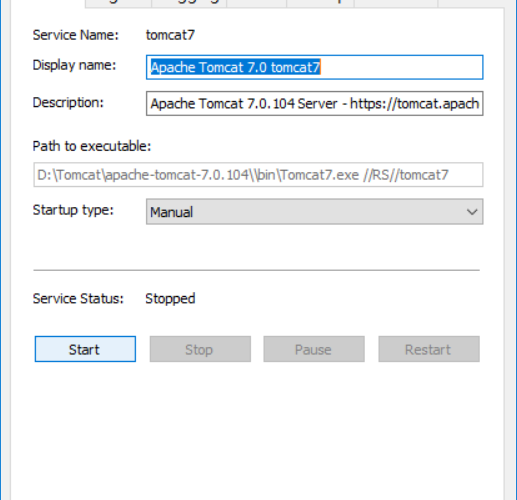 Service Name: tomcat7
Display name: Apache Tomcat 7.0 tomcat7
Description: Apache Tomcat 7.0.104 Server - https://tomcat.apach
Path to executable:
D:\Tomcat\apache-tomcat-7.0.104\\bin\Tomcat7.exe //RS//tomcat7
Startup type: Manual
Service Status: Stopped
Start Stop Pause Restart